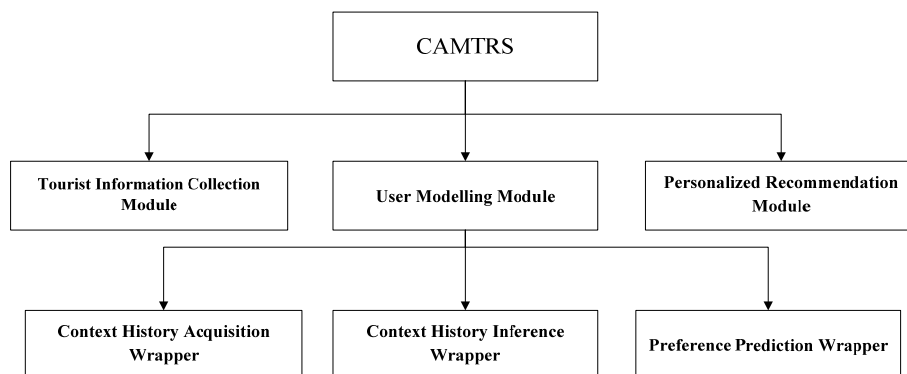 CAMTRS
Tourist Information Collection
Module
User Modelling Module
Personalized Recommendation
Module
Context History Acquisition
Wrapper
Context History Inference
Wrapper
Preference Prediction Wrapper